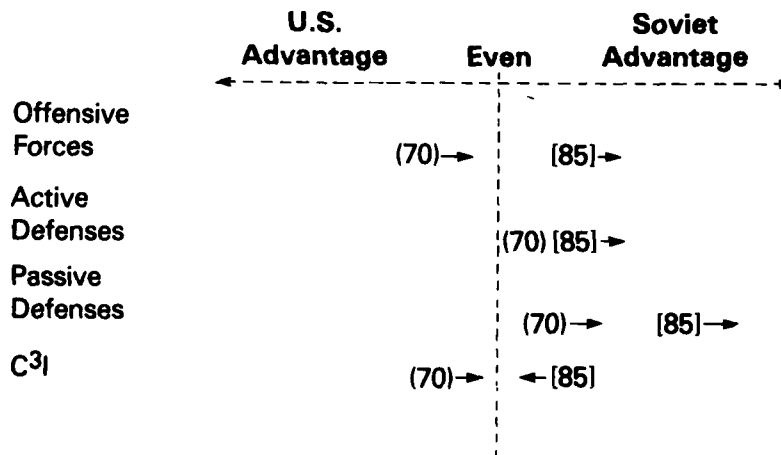 U.S. Advantage
Even
Soviet Advantage
Offensive Forces
(70)→ [85]→
Active Defenses
(70) [85]→
Passive Defenses
(70)→ [85]→
C³I
(70)→ ←[85]